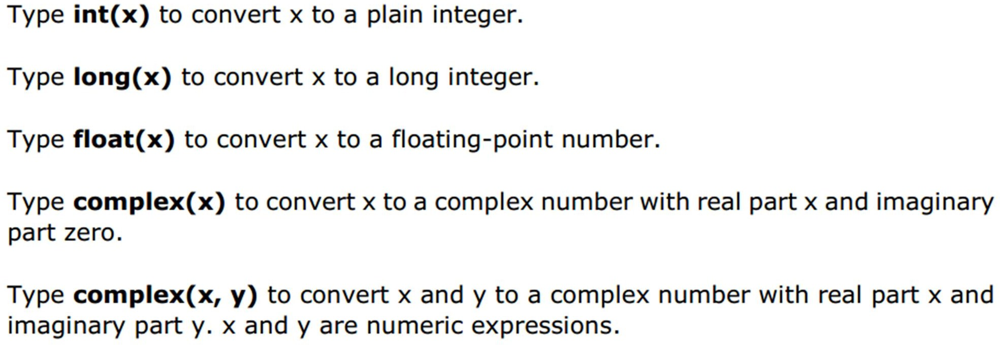 Type int(x) to convert x to a plain integer.
Type long(x) to convert x to a long integer.
Type float(x) to convert x to a floating-point number.
Type complex(x) to convert x to a complex number with real part x and imaginary
part zero.
Type complex(x, y) to convert x and y to a complex number with real part x and
imaginary part y. x and y are numeric expressions.